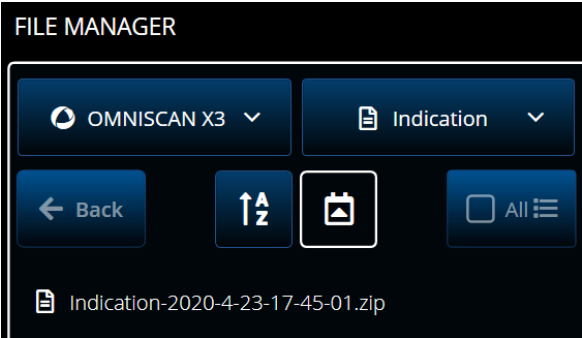 FILE MANAGER
OMNISCAN X3 Indication
Back A Z All
Indication-2020-4-23-17-45-01.zip